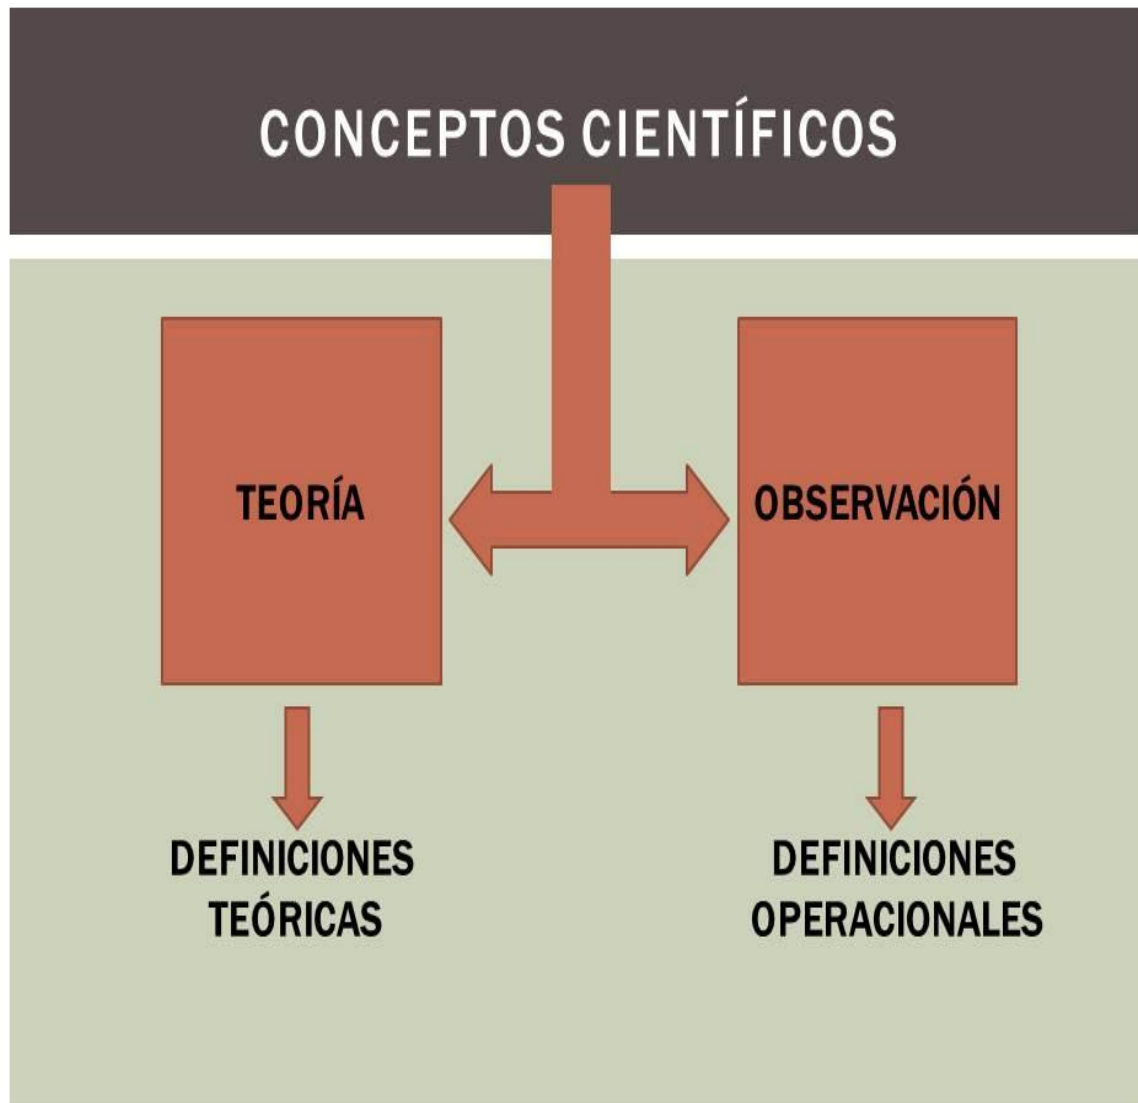 CONCEPTOS CIENTÍFICOS
TEORÍA
OBSERVACIÓN
DEFINICIONES
TEÓRICAS
DEFINICIONES
OPERACIONALES